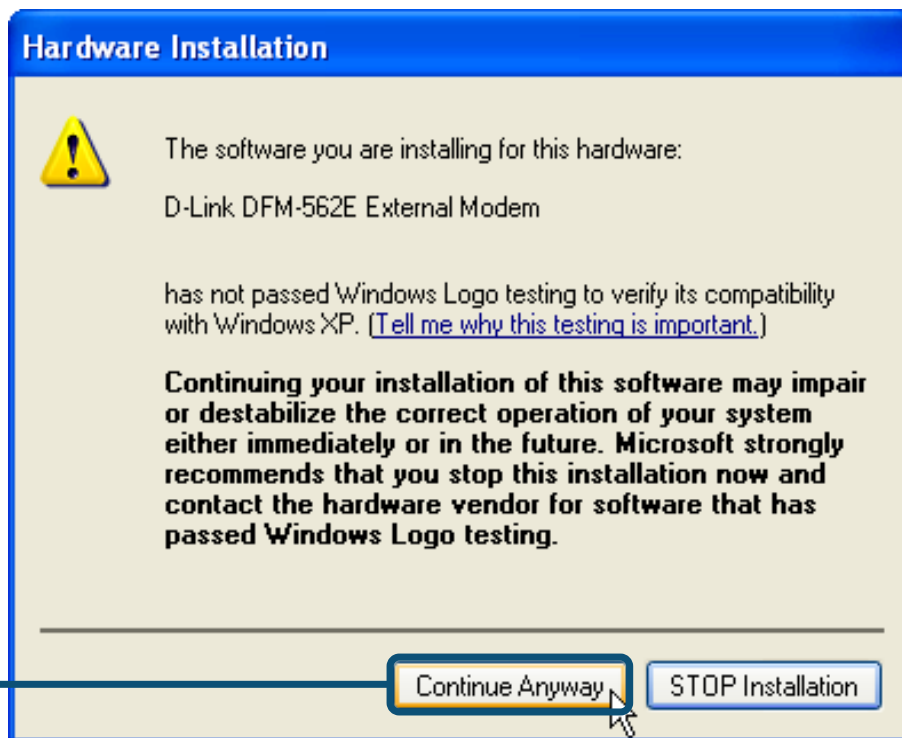 Hardware Installation
The software you are installing for this hardware:
D-Link DFM-562E External Modem
has not passed Windows Logo testing to verify its compatibility
with Windows XP. (Tell me why this testing is important.)
Continuing your installation of this software may impair
or destabilize the correct operation of your system
either immediately or in the future. Microsoft strongly
recommends that you stop this installation now and
contact the hardware vendor for software that has
passed Windows Logo testing.
Continue Anyway
STOP Installation